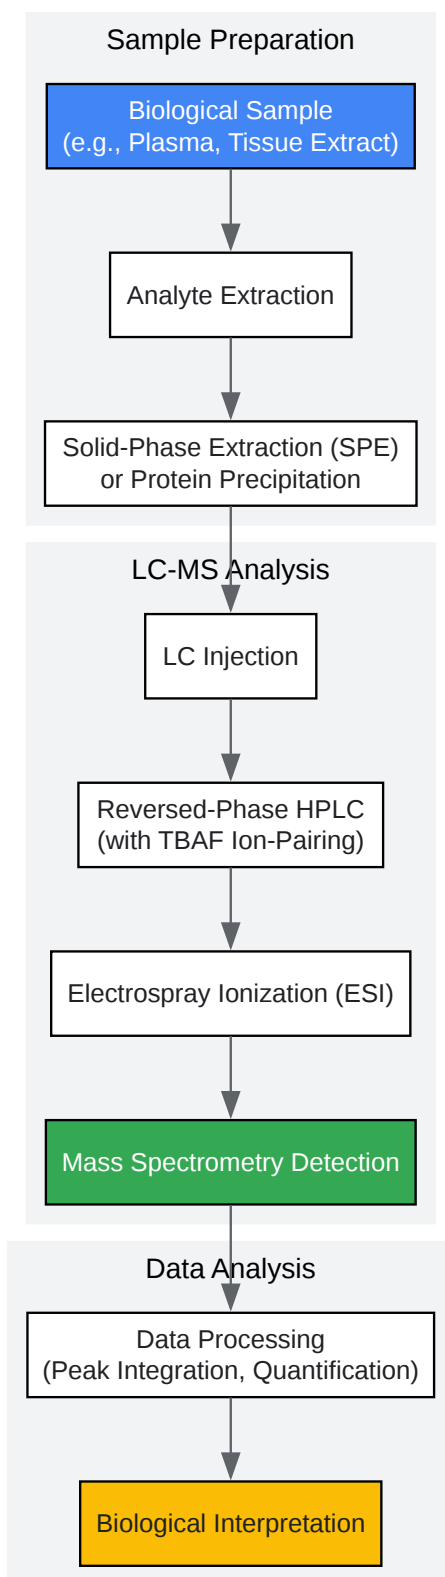 Sample Preparation
Biological Sample
(e.g., Plasma, Tissue Extract)
Analyte Extraction
Solid-Phase Extraction (SPE)
or Protein Precipitation
LC-MS Analysis
LC Injection
Reversed-Phase HPLC
(with TBAF Ion-Pairing)
Electrospray Ionization (ESI)
Mass Spectrometry Detection
Data Analysis
Data Processing
(Peak Integration, Quantification)
Biological Interpretation